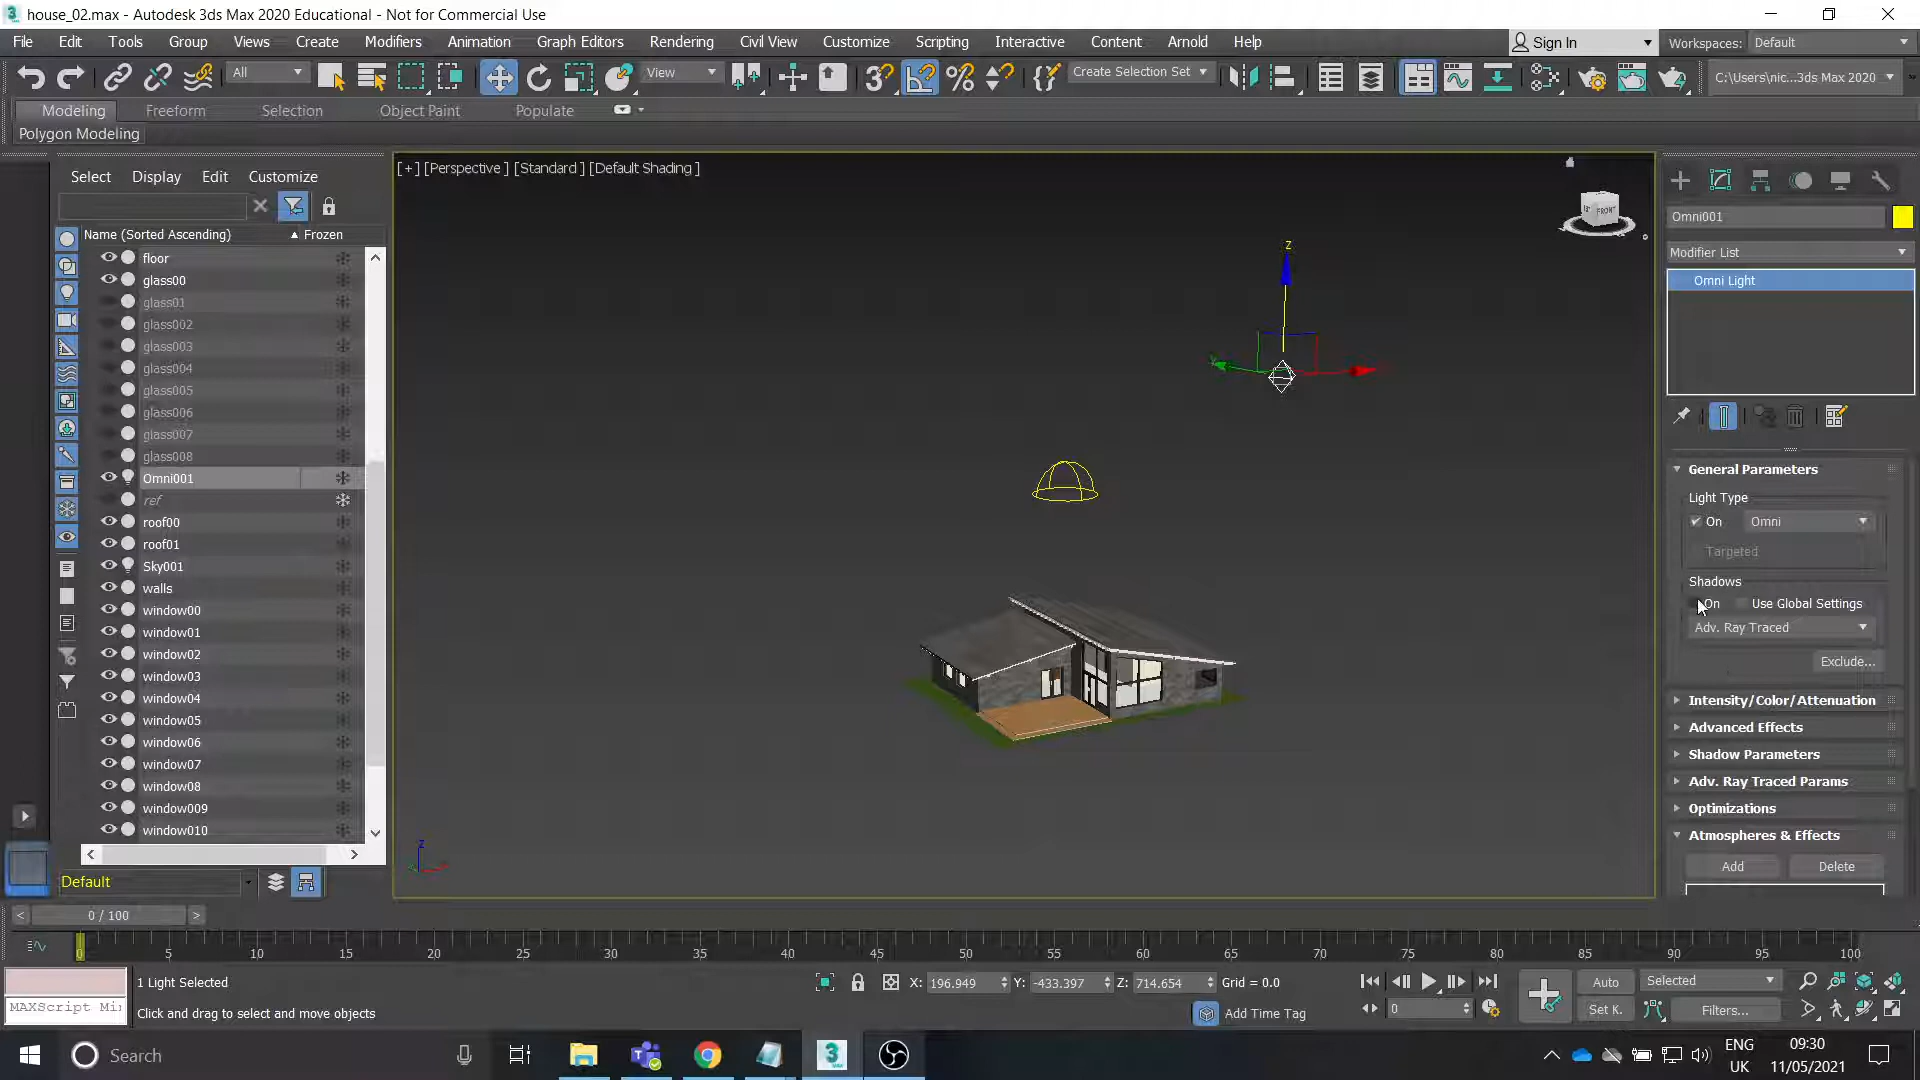 house_02.max - Autodesk 3ds Max 2020 Educational - Not for Commercial Use
File Edit Tools Group Views Create Modifiers Animation Graph Editors Rendering Civil View Customize Scripting Interactive Content Arnold Help Sign In Workspaces: Default
All View Create Selection Set C:\Users\nic...3ds Max 2020
Modeling Freeform Selection Object Paint Populate
Polygon Modeling
Select Display Edit Customize
[+] [Perspective ] [Standard ] [Default Shading ]
Name (Sorted Ascending) Frozen
floor
glass00
glass01
glass002
glass003
glass004
glass005
glass006
glass007
glass008
Omni001
ref
roof00
roof01
Sky001
walls
window00
window01
window02
window03
window04
window05
window06
window07
window08
window009
window010
Default
z
FRONT
z
Omni001
Modifier List
Omni Light
General Parameters
Light Type
On Omni
Targeted
Shadows
On Use Global Settings
Adv. Ray Traced
Exclude...
Intensity/Color/Attenuation
Advanced Effects
Shadow Parameters
Adv. Ray Traced Params
Optimizations
Atmospheres & Effects
Add Delete
< 0 / 100 >
0 5 10 15 20 25 30 35 40 45 50 55 60 65 70 75 80 85 90 95 100
1 Light Selected X: 196.949 Y: -433.397 Z: 714.654 Grid = 0.0 Auto Selected
MAXScript Mi: Click and drag to select and move objects Add Time Tag 0 Set K. Filters...
Search ENG 09:30
UK 11/05/2021